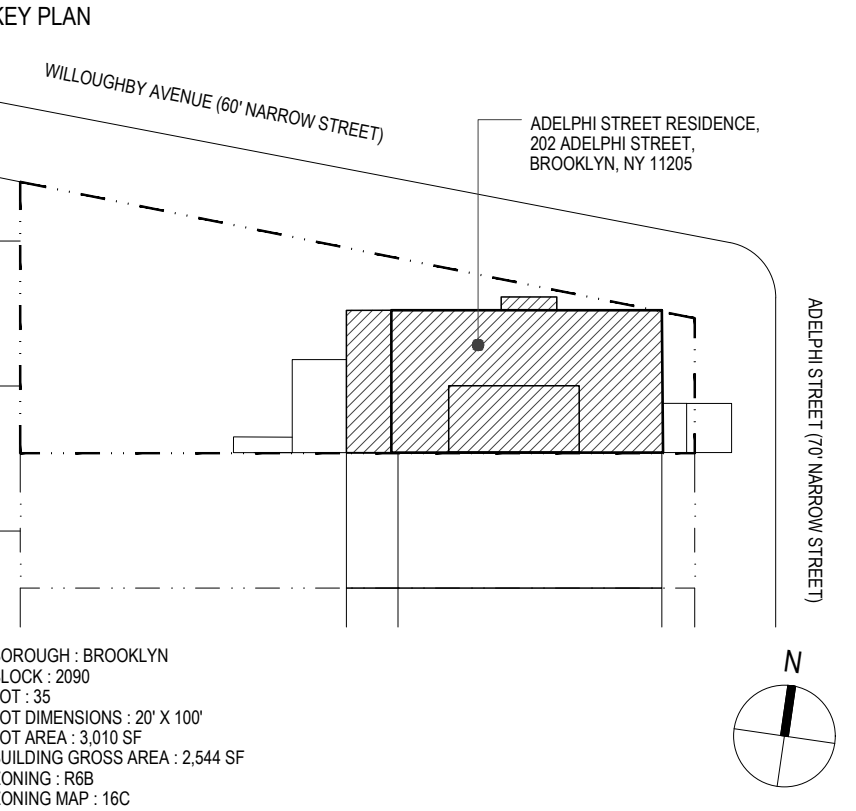 KEY PLAN
WILLOUGHBY AVENUE (60' NARROW STREET)
ADELPHI STREET RESIDENCE,
202 ADELPHI STREET,
BROOKLYN, NY 11205
ADELPHI STREET (70' NARROW STREET)
OROUGH : BROOKLYN
LOCK : 2090
OT : 35
OT DIMENSIONS : 20' X 100'
OT AREA : 3,010 SF
UILDING GROSS AREA : 2,544 SF
ONING : R6B
ONING MAP : 16C
N